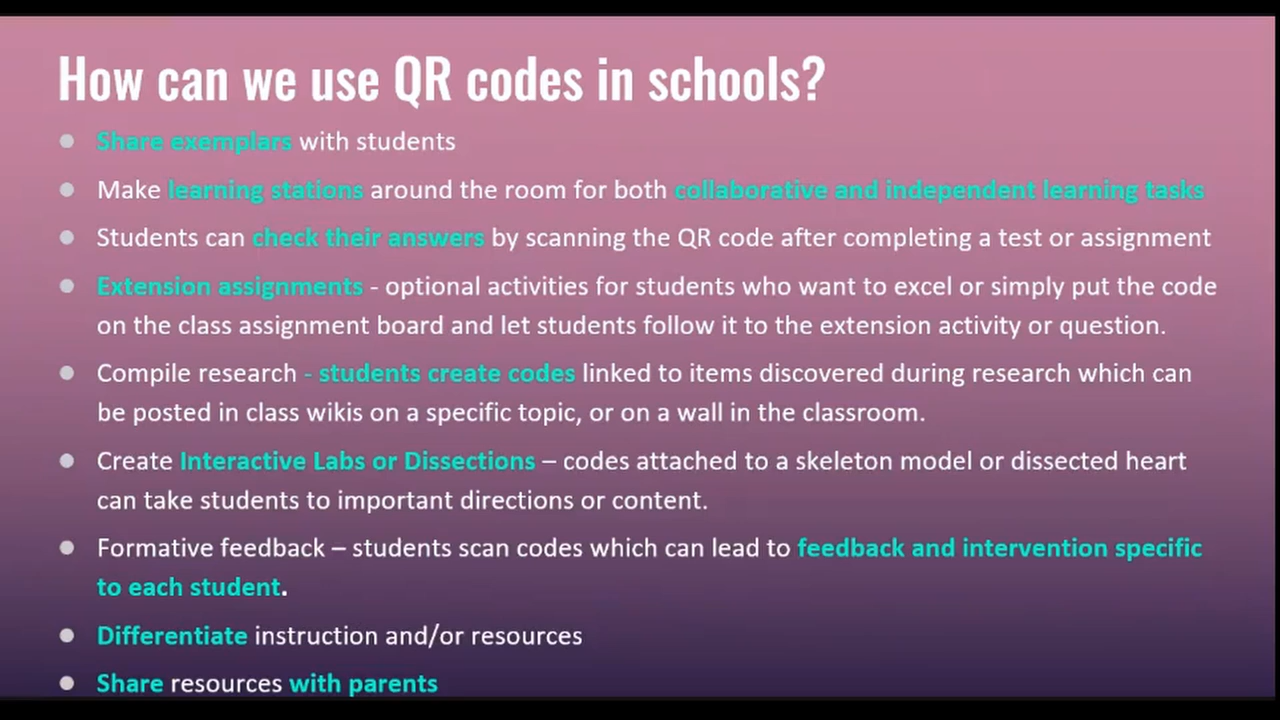 How can we use QR codes in schools?
● Share exemplars with students
● Make learning stations around the room for both collaborative and independent learning tasks
● Students can check their answers by scanning the QR code after completing a test or assignment
● Extension assignments - optional activities for students who want to excel or simply put the code
on the class assignment board and let students follow it to the extension activity or question.
● Compile research - students create codes linked to items discovered during research which can
be posted in class wikis on a specific topic, or on a wall in the classroom.
● Create Interactive Labs or Dissections – codes attached to a skeleton model or dissected heart
can take students to important directions or content.
● Formative feedback – students scan codes which can lead to feedback and intervention specific
to each student.
● Differentiate instruction and/or resources
● Share resources with parents